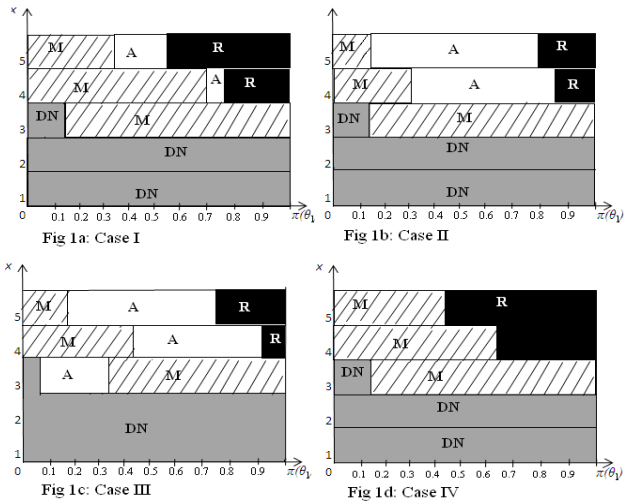 x
5
4
3
2
1
M
A
R
M
A
R
DN
M
DN
DN
0.1 0.2 0.3 0.4 0.5 0.6 0.7 0.8 0.9 π(θ₁)
Fig 1a: Case I
5
4
3
2
1
M
A
R
M
A
R
DN
M
DN
DN
0.1 0.2 0.3 0.4 0.5 0.6 0.7 0.8 0.9 π(θ₁)
Fig 1b: Case II
x
5
4
3
2
1
M
A
R
M
A
R
A
M
DN
0 0.1 0.2 0.3 0.4 0.5 0.6 0.7 0.8 0.9 π(θ₁)
Fig 1c: Case III
x
5
4
3
2
1
M
R
M
DN
M
DN
DN
0 0.1 0.2 0.3 0.4 0.5 0.6 0.7 0.8 0.9 π(θ₁)
Fig 1d: Case IV